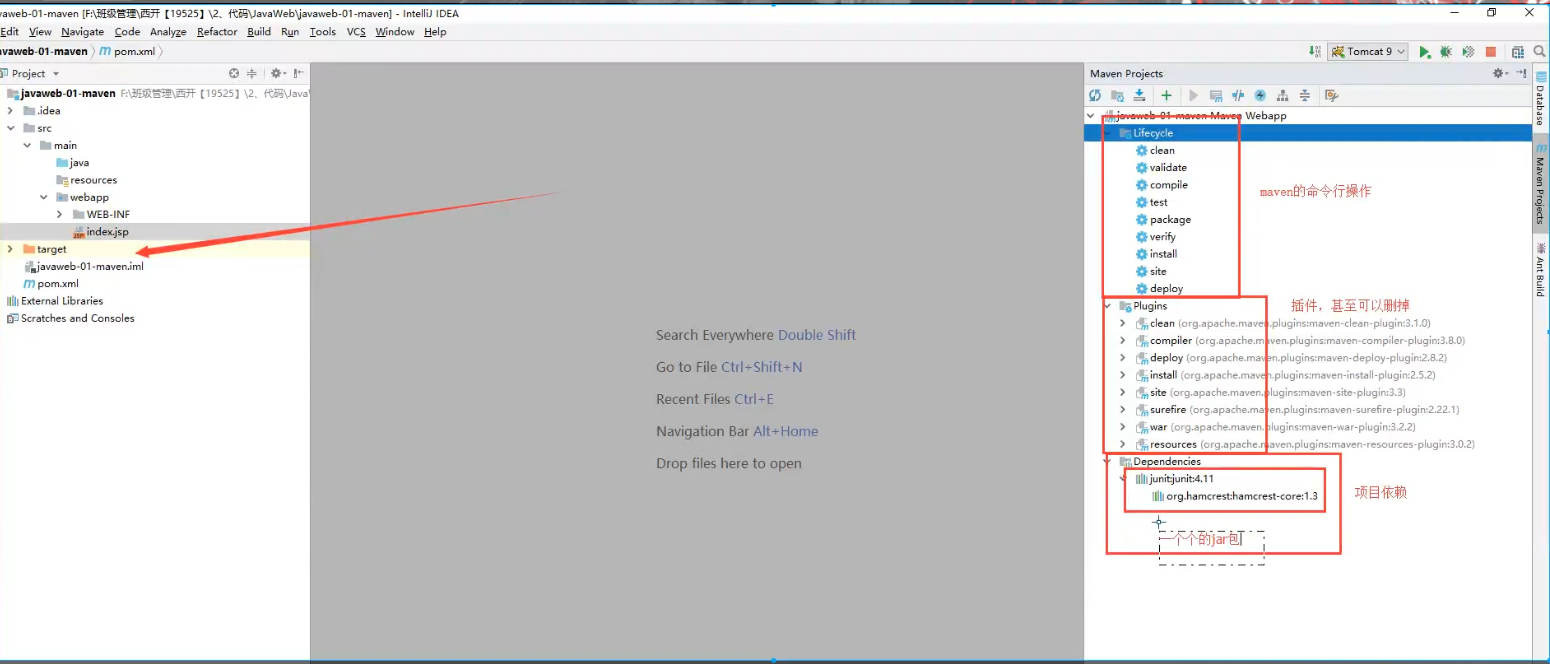 vaweb-01-maven [F:\班级管理\西开【19525】\2、代码\JavaWeb\javaweb-01-maven] - IntelliJ IDEA
Edit View Navigate Code Analyze Refactor Build Run Tools VCS Window Help
avaweb-01-maven pom.xml
Tomcat 9
Project
javaweb-01-maven F:\班级管理\西开【19525】\2、代码\Java\
.idea
src
main
java
resources
webapp
WEB-INF
index.jsp
target
javaweb-01-maven.iml
pom.xml
External Libraries
Scratches and Consoles
Search Everywhere Double Shift
Go to File Ctrl+Shift+N
Recent Files Ctrl+E
Navigation Bar Alt+Home
Drop files here to open
Maven Projects
javaweb-01-maven Maven Webapp
Lifecycle
clean
validate
compile
test
package
verify
install
site
deploy
maven的命令行操作
Plugins
插件，甚至可以删掉
clean (org.apache.maven.plugins:maven-clean-plugin:3.1.0)
compiler (org.apache.maven.plugins:maven-compiler-plugin:3.8.0)
deploy (org.apache.maven.plugins:maven-deploy-plugin:2.8.2)
install (org.apache.maven.plugins:maven-install-plugin:2.5.2)
site (org.apache.maven.plugins:maven-site-plugin:3.3)
surefire (org.apache.maven.plugins:maven-surefire-plugin:2.22.1)
war (org.apache.maven.plugins:maven-war-plugin:3.2.2)
resources (org.apache.maven.plugins:maven-resources-plugin:3.0.2)
Dependencies
junit:junit:4.11
org.hamcrest:hamcrest-core:1.3
项目依赖
一个个的jar包
Database
Maven Projects
Ant Build